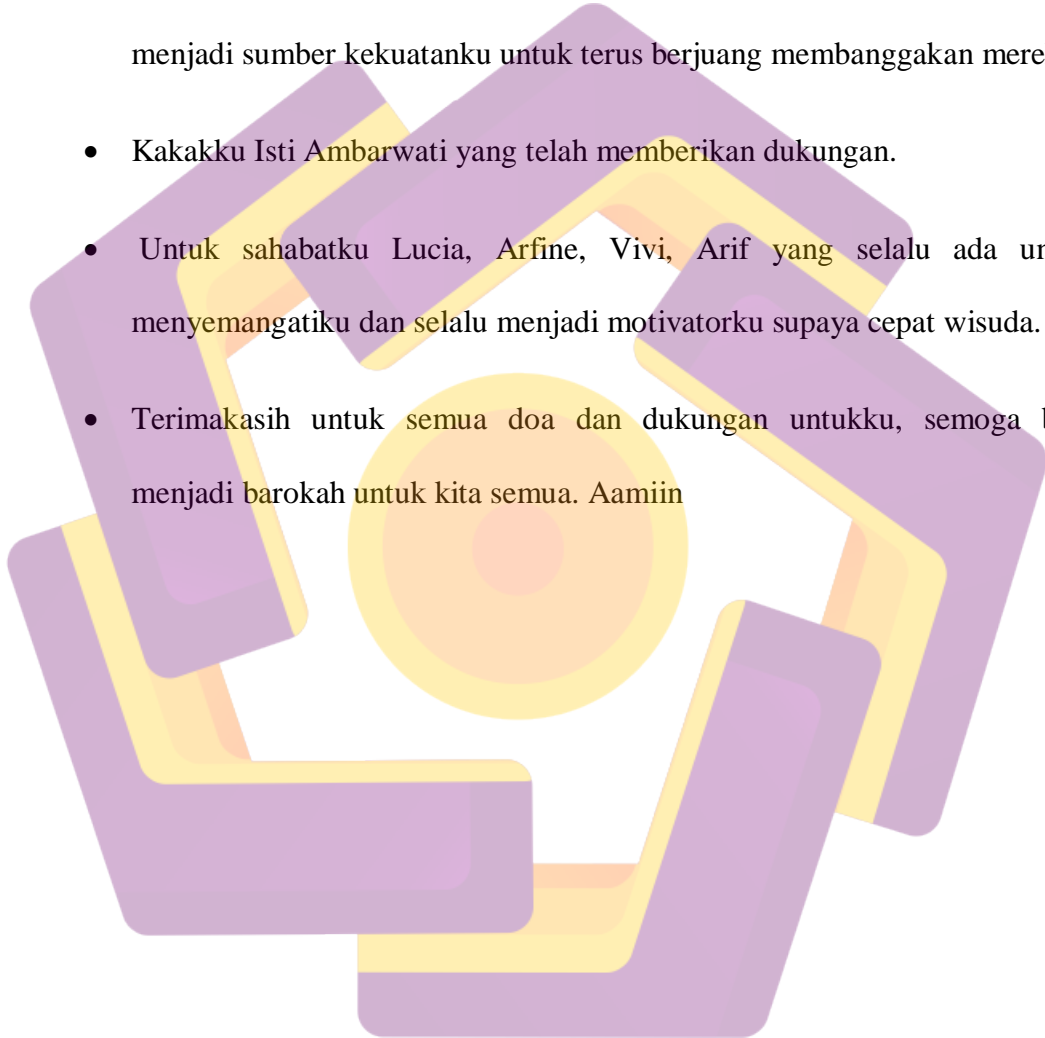 menjadi sumber kekuatanku untuk terus berjuang membanggakan mere
• Kakakku Isti Ambarwati yang telah memberikan dukungan.
• Untuk sahabatku Lucia, Arfine, Vivi, Arif yang selalu ada un
menyemangatiku dan selalu menjadi motivatorku supaya cepat wisuda.
• Terimakasih untuk semua doa dan dukungan untukku, semoga b
menjadi barokah untuk kita semua. Aamiin